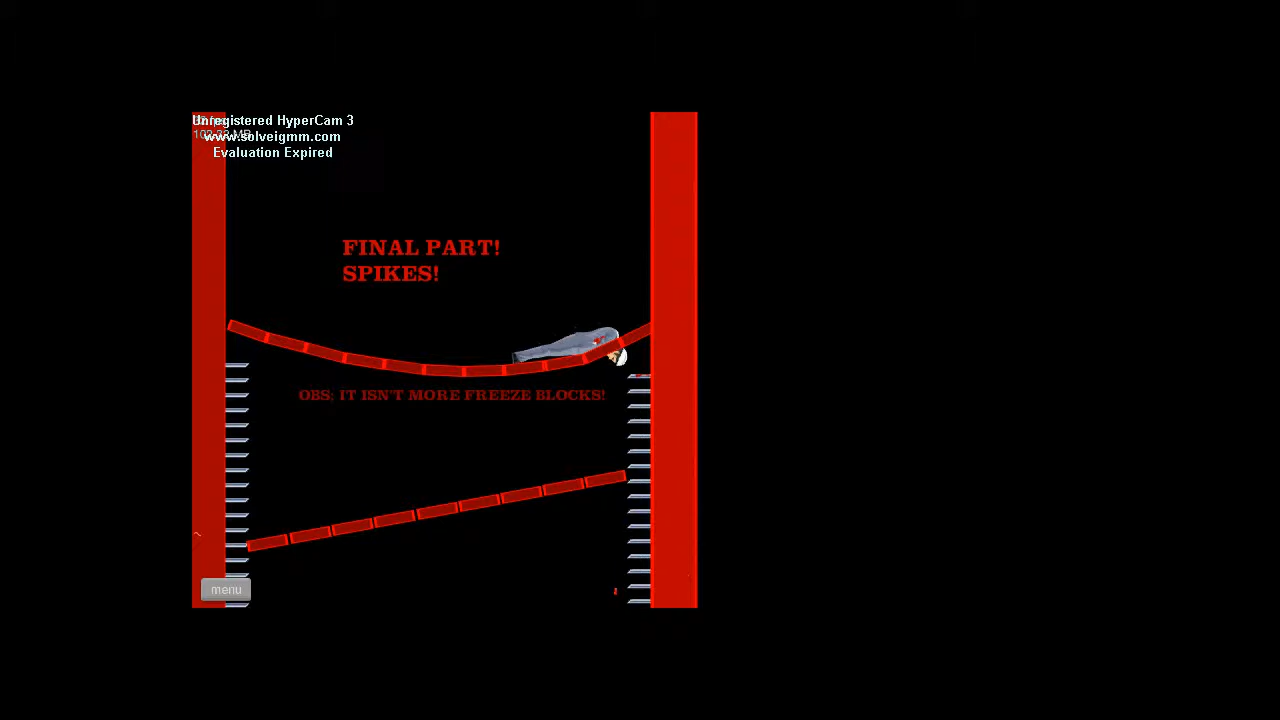 Unregistered HyperCam 3
www.solveigmm.com
Evaluation Expired
FINAL PART!
SPIKES!
OBS; IT ISN'T MORE FREEZE BLOCKS!
menu